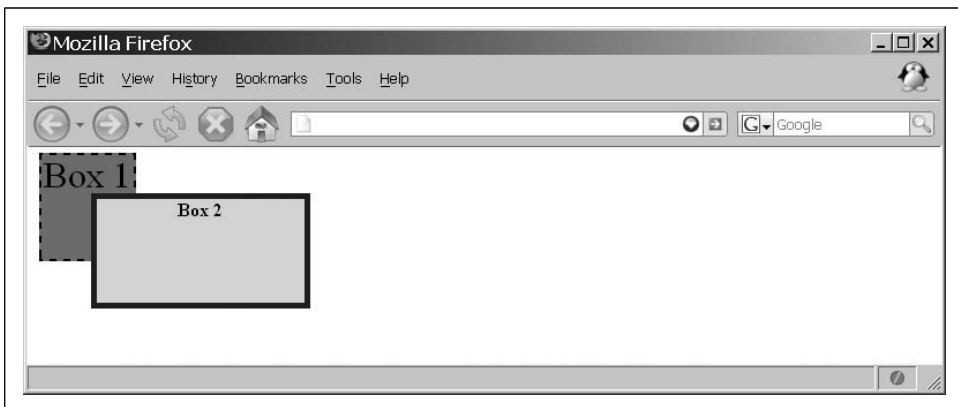 Mozilla Firefox
File Edit View History Bookmarks Tools Help
G Google
Box 1
Box 2